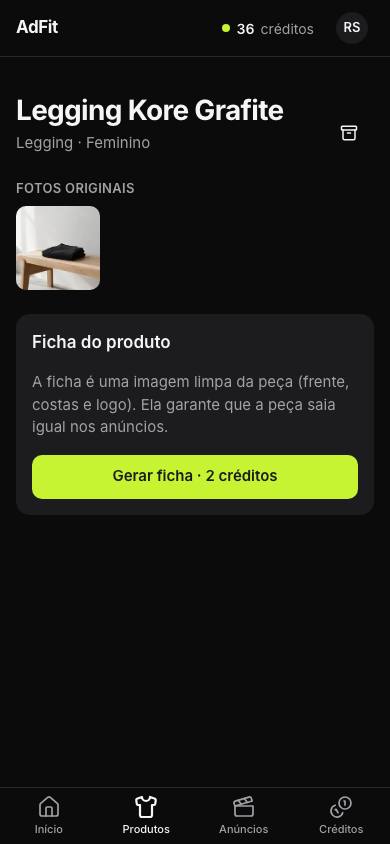 AdFit
36 créditos
RS
Legging Kore Grafite
Legging · Feminino
FOTOS ORIGINAIS
Ficha do produto
A ficha é uma imagem limpa da peça (frente,
costas e logo). Ela garante que a peça saia
igual nos anúncios.
Gerar ficha · 2 créditos
Início
Produtos
Anúncios
Créditos